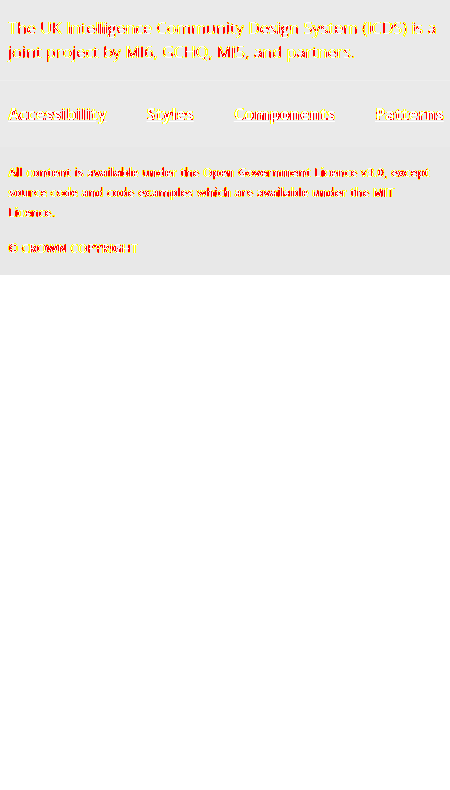 The UK Intelligence Community Design System (ICDS) is a
joint project by MI6, GCHQ, MI5, and partners.
Accessibility Styles Components Patterns
All content is available under the Open Government Licence v3.0, except
source code and code examples which are available under the MIT
Licence.
© CROWN COPYRIGHT